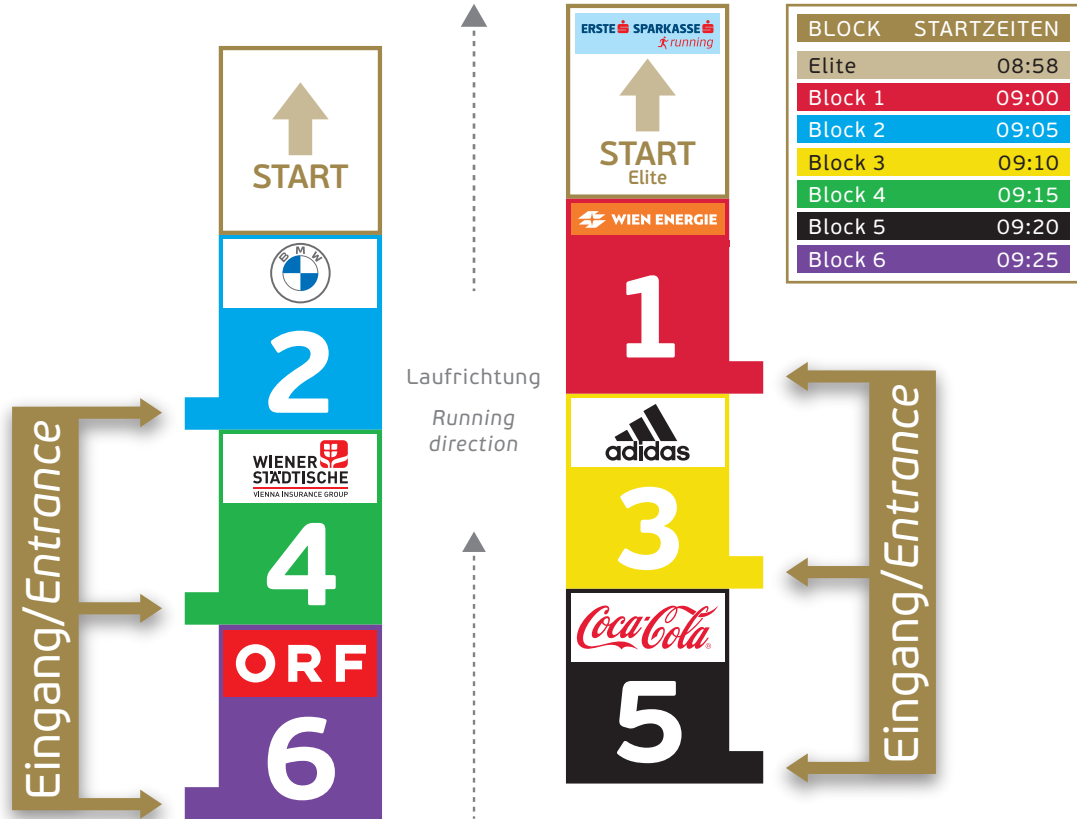 START
BMW
2
WIENER
STÄDTISCHE
VIENNA INSURANCE GROUP
4
ORF
6
Eingang/Entrance
Laufrichtung
Running
direction
ERSTE SPARKASSE
running
START
Elite
WIEN ENERGIE
1
adidas
3
Coca-Cola
5
Eingang/Entrance
BLOCK STARTZEITEN
Elite 08:58
Block 1 09:00
Block 2 09:05
Block 3 09:10
Block 4 09:15
Block 5 09:20
Block 6 09:25